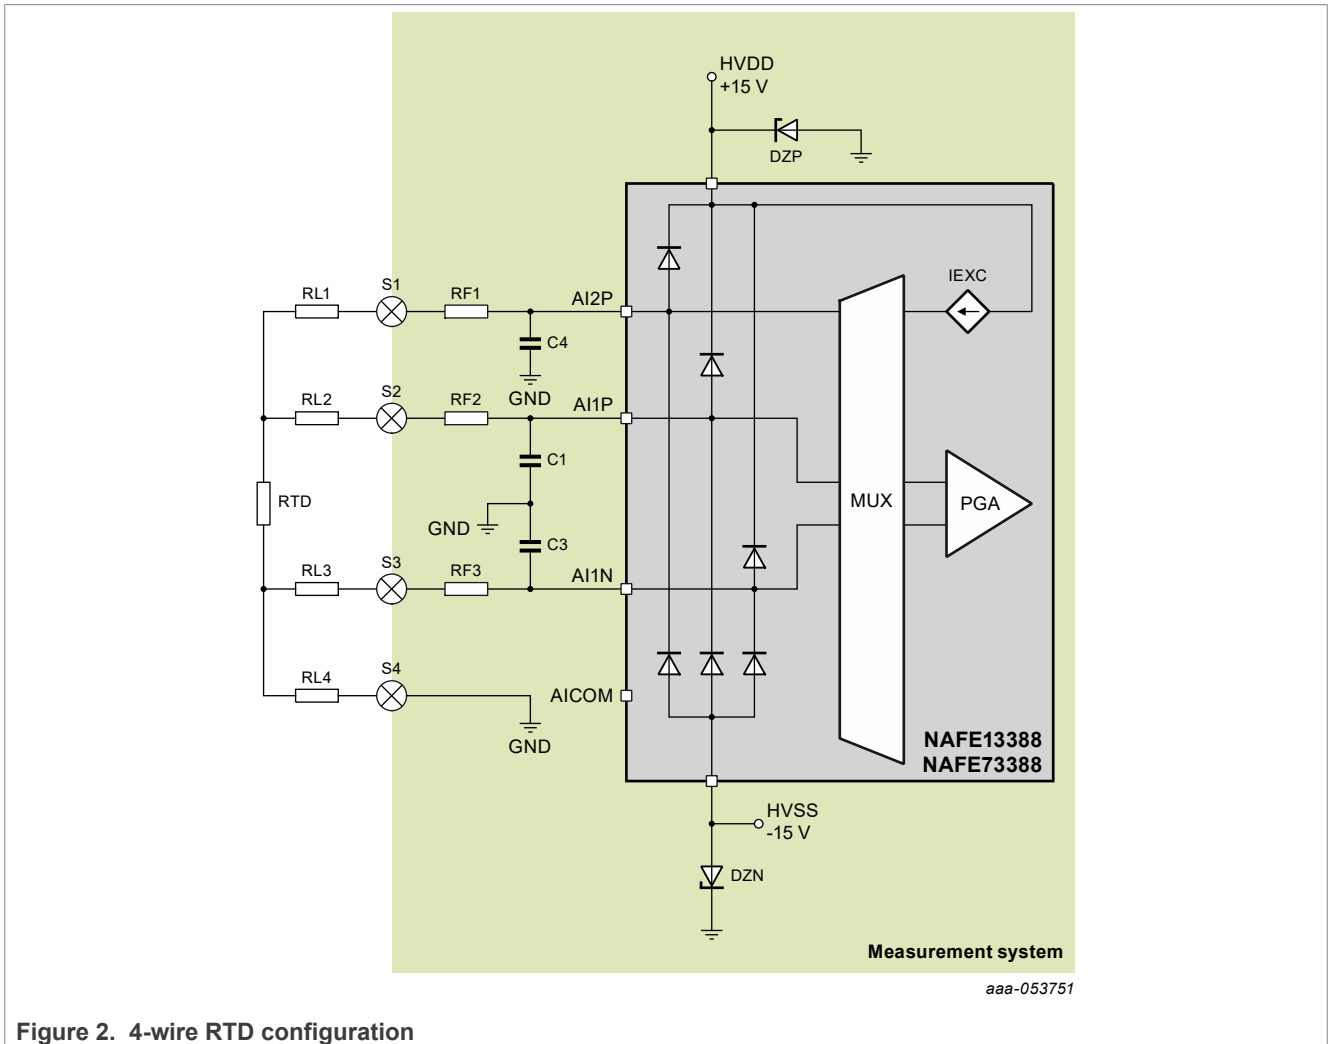 HVDD
+15 V
DZP
IEXC
S1
RL1
RF1
AI2P
C4
GND
S2
RL2
RF2
AI1P
C1
RTD
GND
MUX
PGA
C3
S3
RL3
RF3
AI1N
S4
RL4
AICOM
GND
NAFE13388
NAFE73388
HVSS
-15 V
DZN
Measurement system
aaa-053751
Figure 2. 4-wire RTD configuration